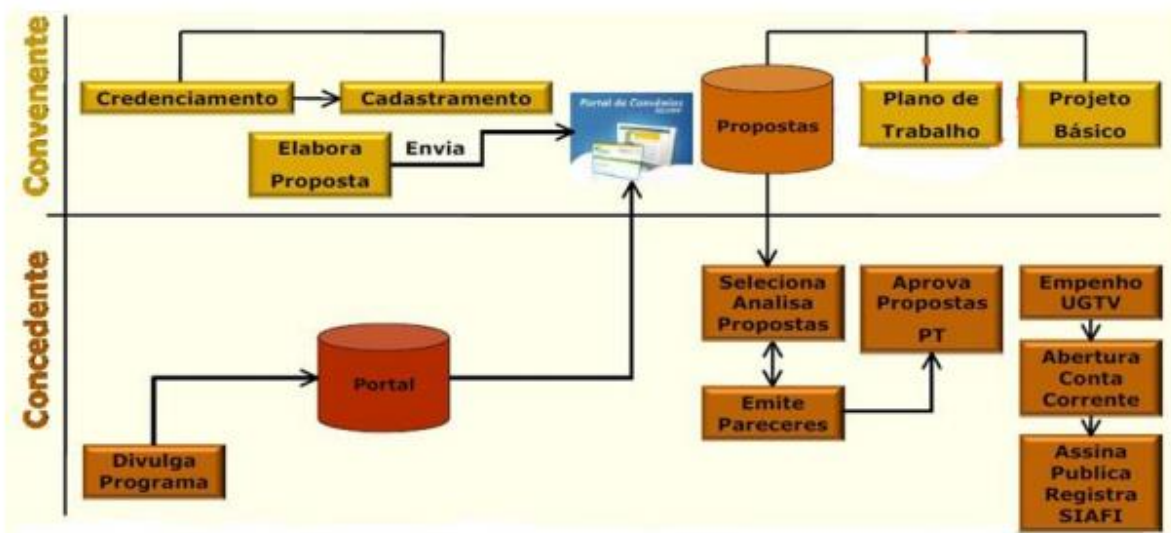 Convenente
Credenciamento
Cadastramento
Elabora
Proposta
Envia
Portal de Convênios
Propostas
Plano de
Trabalho
Projeto
Básico
Concedente
Divulga
Programa
Portal
Seleciona
Analisa
Propostas
Emite
Pareceres
Aprova
Propostas
PT
Empenho
UGTV
Abertura
Conta
Corrente
Assina
Publica
Registra
SIAFI